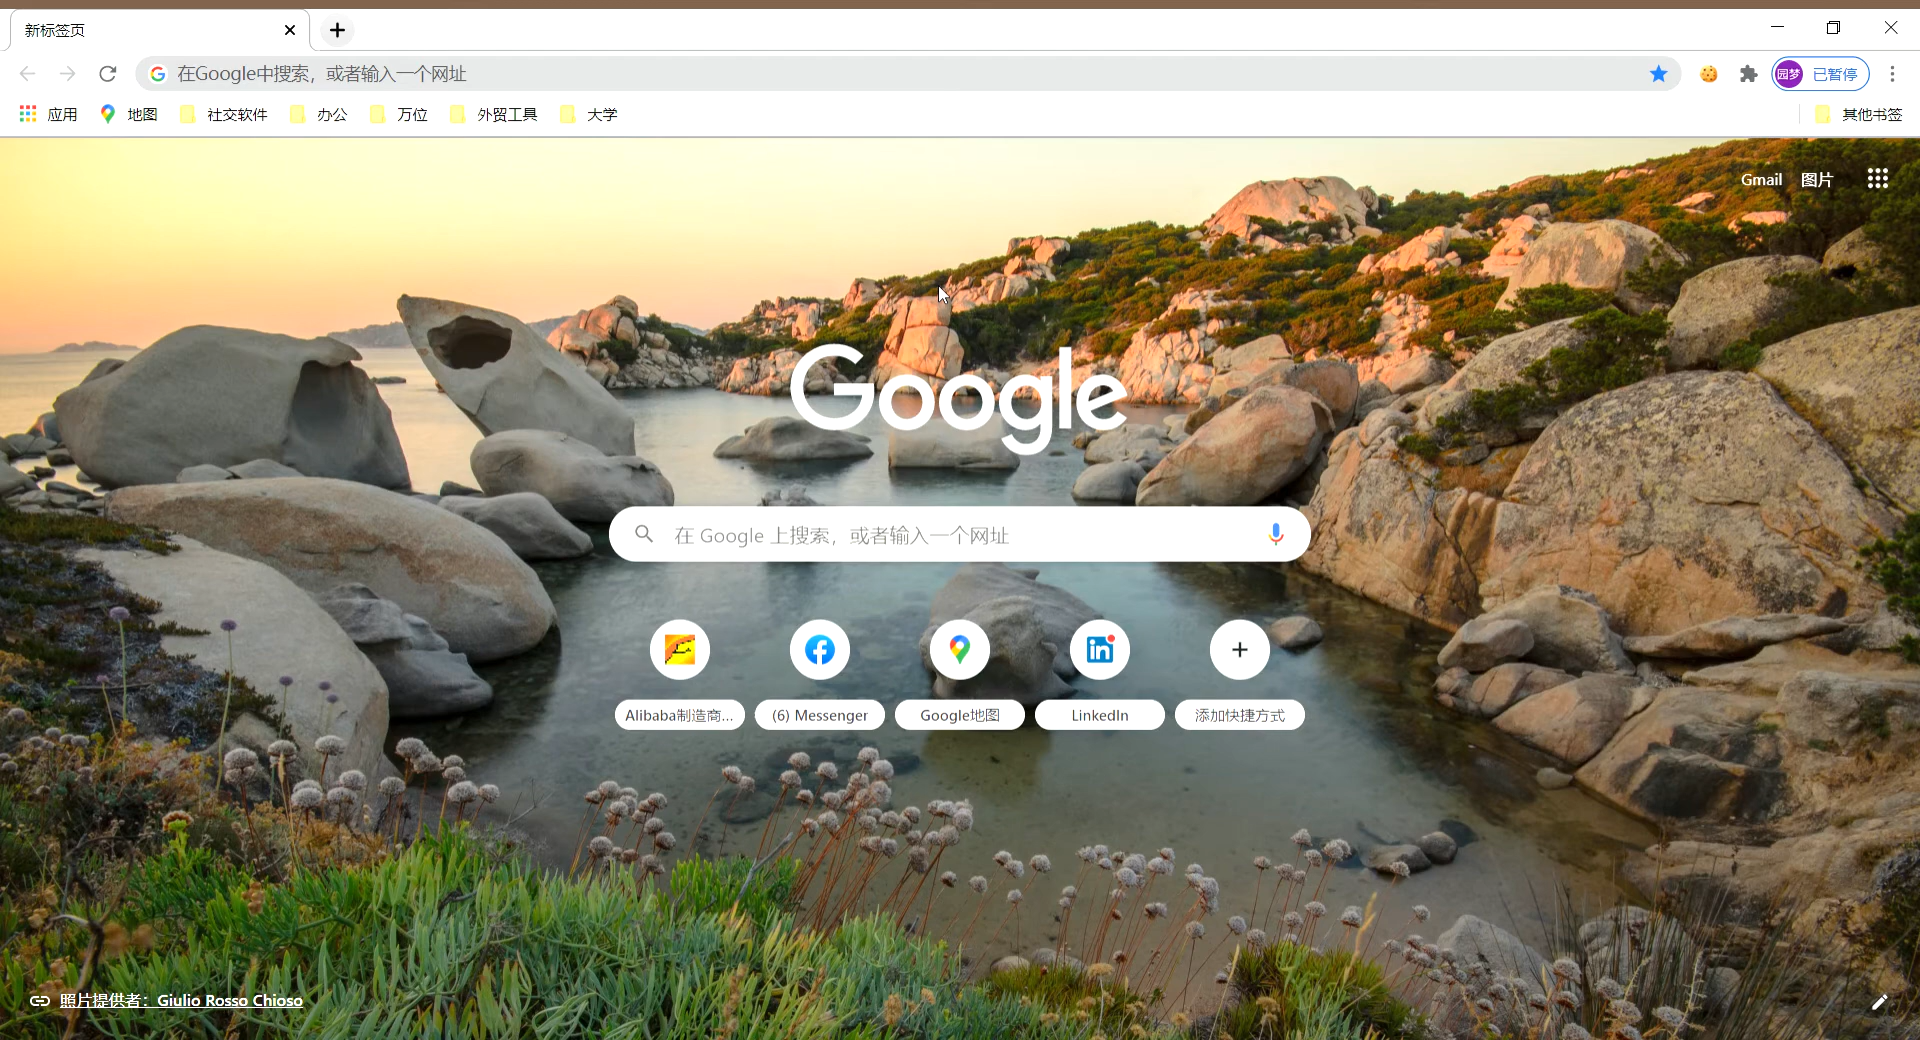 新标签页
在Google中搜索，或者输入一个网址
园梦 已暂停
应用 地图 社交软件 办公 万位 外贸工具 大学 其他书签
Gmail 图片
Google
在 Google 上搜索，或者输入一个网址
Alibaba制造商... (6) Messenger Google地图 LinkedIn 添加快捷方式
照片提供者：Giulio Rosso Chioso